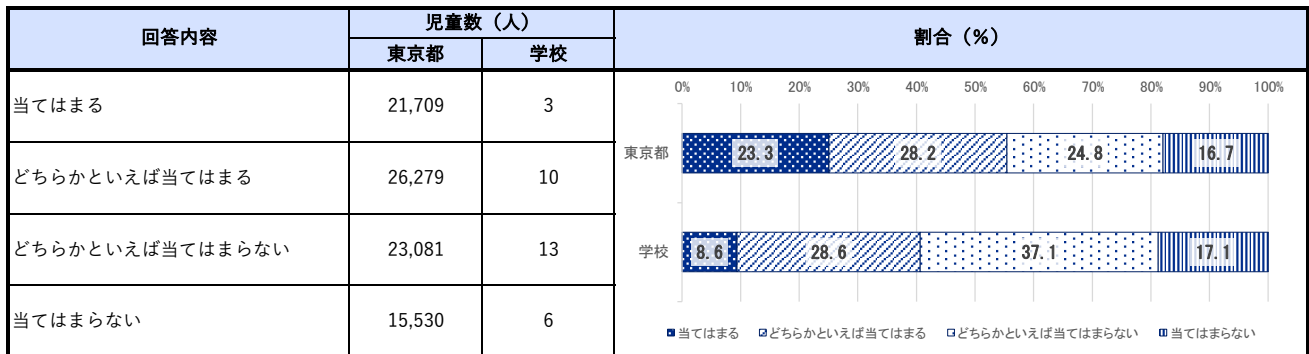 回答内容 児童数（人） 割合（%）
東京都 学校
当てはまる 21,709 3
どちらかといえば当てはまる 26,279 10
どちらかといえば当てはまらない 23,081 13
当てはまらない 15,530 6
0% 10% 20% 30% 40% 50% 60% 70% 80% 90% 100%
東京都 23.3 28.2 24.8 16.7
学校 8.6 28.6 37.1 17.1
当てはまる どちらかといえば当てはまる どちらかといえば当てはまらない 当てはまらない